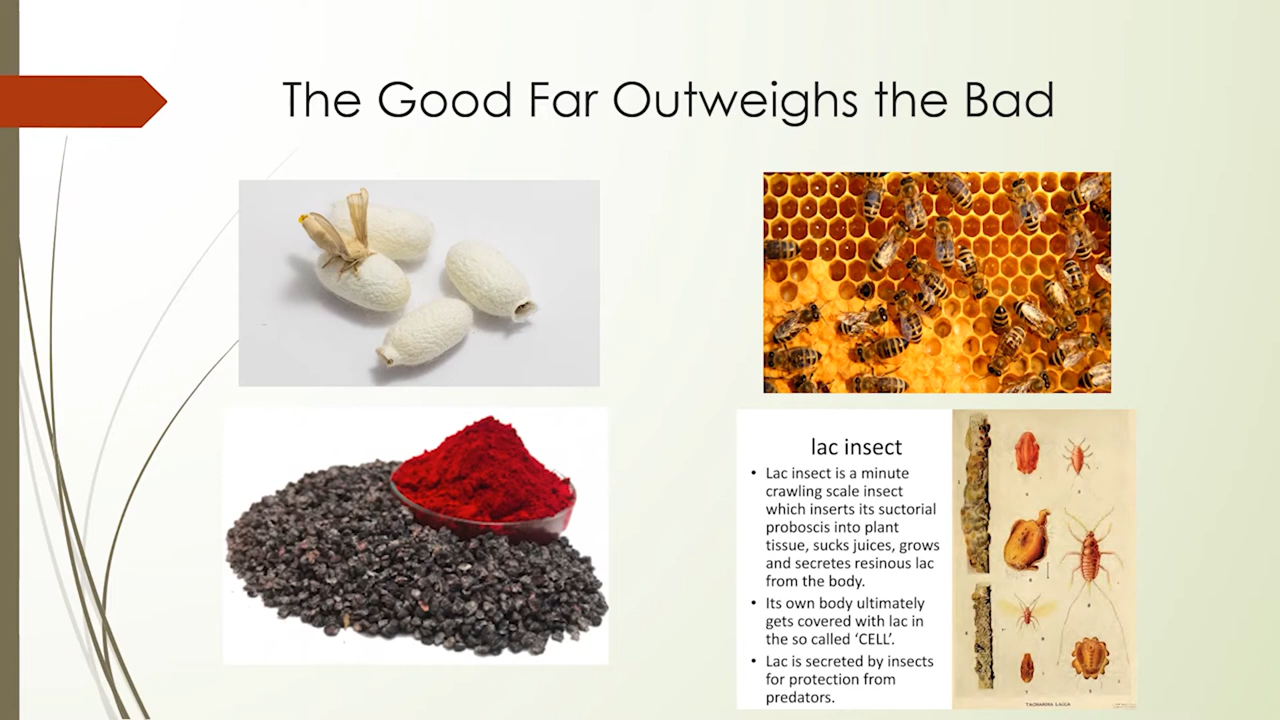 The Good Far Outweighs the Bad
lac insect
• Lac insect is a minute
crawling scale insect
which inserts its suctorial
proboscis into plant
tissue, sucks juices, grows
and secretes resinous lac
from the body.
• Its own body ultimately
gets covered with lac in
the so called ‘CELL’.
• Lac is secreted by insects
for protection from
predators.
TACHARDIA LACCA